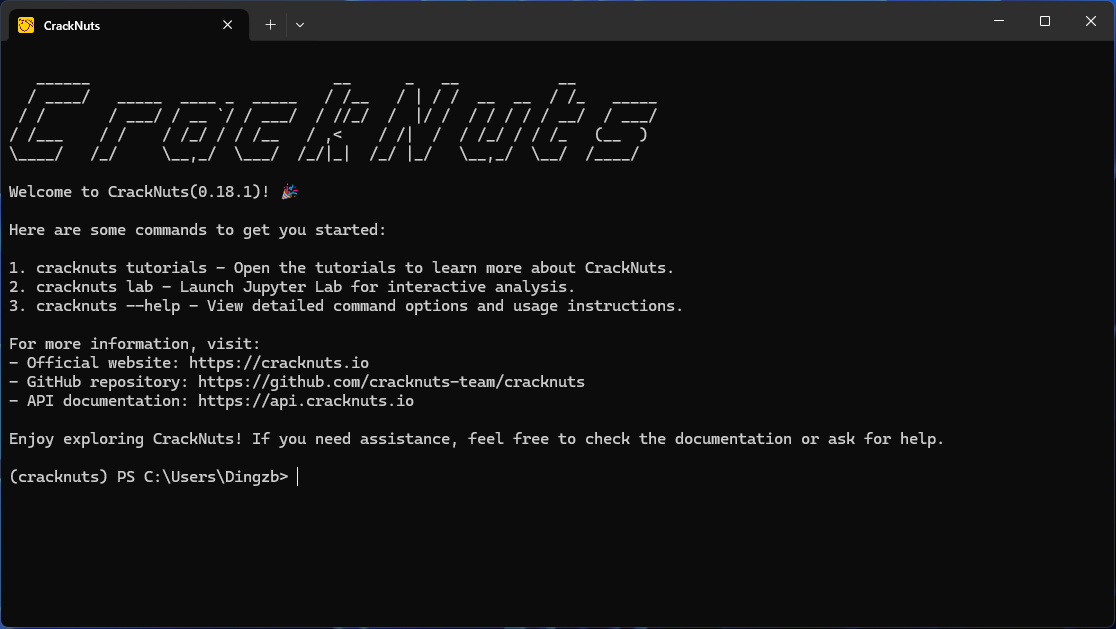 CrackNuts
CrackNuts
Welcome to CrackNuts(0.18.1)! 🎉
Here are some commands to get you started:
1. cracknuts tutorials - Open the tutorials to learn more about CrackNuts.
2. cracknuts lab - Launch Jupyter Lab for interactive analysis.
3. cracknuts --help - View detailed command options and usage instructions.
For more information, visit:
- Official website: https://cracknuts.io
- GitHub repository: https://github.com/cracknuts-team/cracknuts
- API documentation: https://api.cracknuts.io
Enjoy exploring CrackNuts! If you need assistance, feel free to check the documentation or ask for help.
(cracknuts) PS C:\Users\Dingzb>